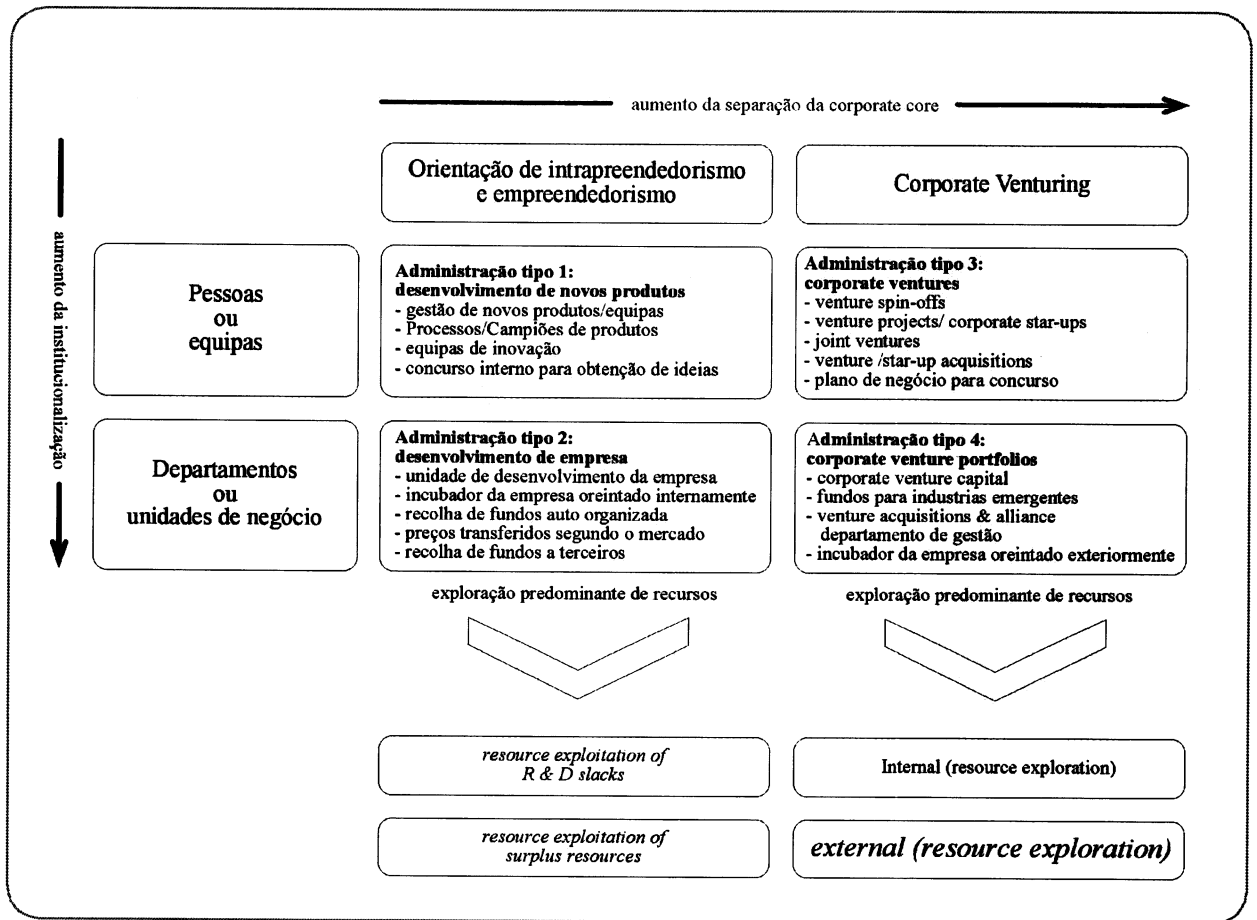 aumento da separação da corporate core
aumento da institucionalização
Orientação de intrapreendedorismo
e empreendedorismo
Corporate Venturing
Pessoas
ou
equipas
Administração tipo 1:
desenvolvimento de novos produtos
- gestão de novos produtos/equipas
- Processos/Campiões de produtos
- equipas de inovação
- concurso interno para obtenção de ideias
Administração tipo 3:
corporate ventures
- venture spin-offs
- venture projects/ corporate star-ups
- joint ventures
- venture /star-up acquisitions
- plano de negócio para concurso
Departamentos
ou
unidades de negócio
Administração tipo 2:
desenvolvimento de empresa
- unidade de desenvolvimento da empresa
- incubador da empresa oreintado internamente
- recolha de fundos auto organizada
- preços transferidos segundo o mercado
- recolha de fundos a terceiros
Administração tipo 4:
corporate venture portfolios
- corporate venture capital
- fundos para industrias emergentes
- venture acquisitions & alliance
departamento de gestão
- incubador da empresa oreintado exteriormente
exploração predominante de recursos
exploração predominante de recursos
resource exploitation of
R & D slacks
Internal (resource exploration)
resource exploitation of
surplus resources
external (resource exploration)